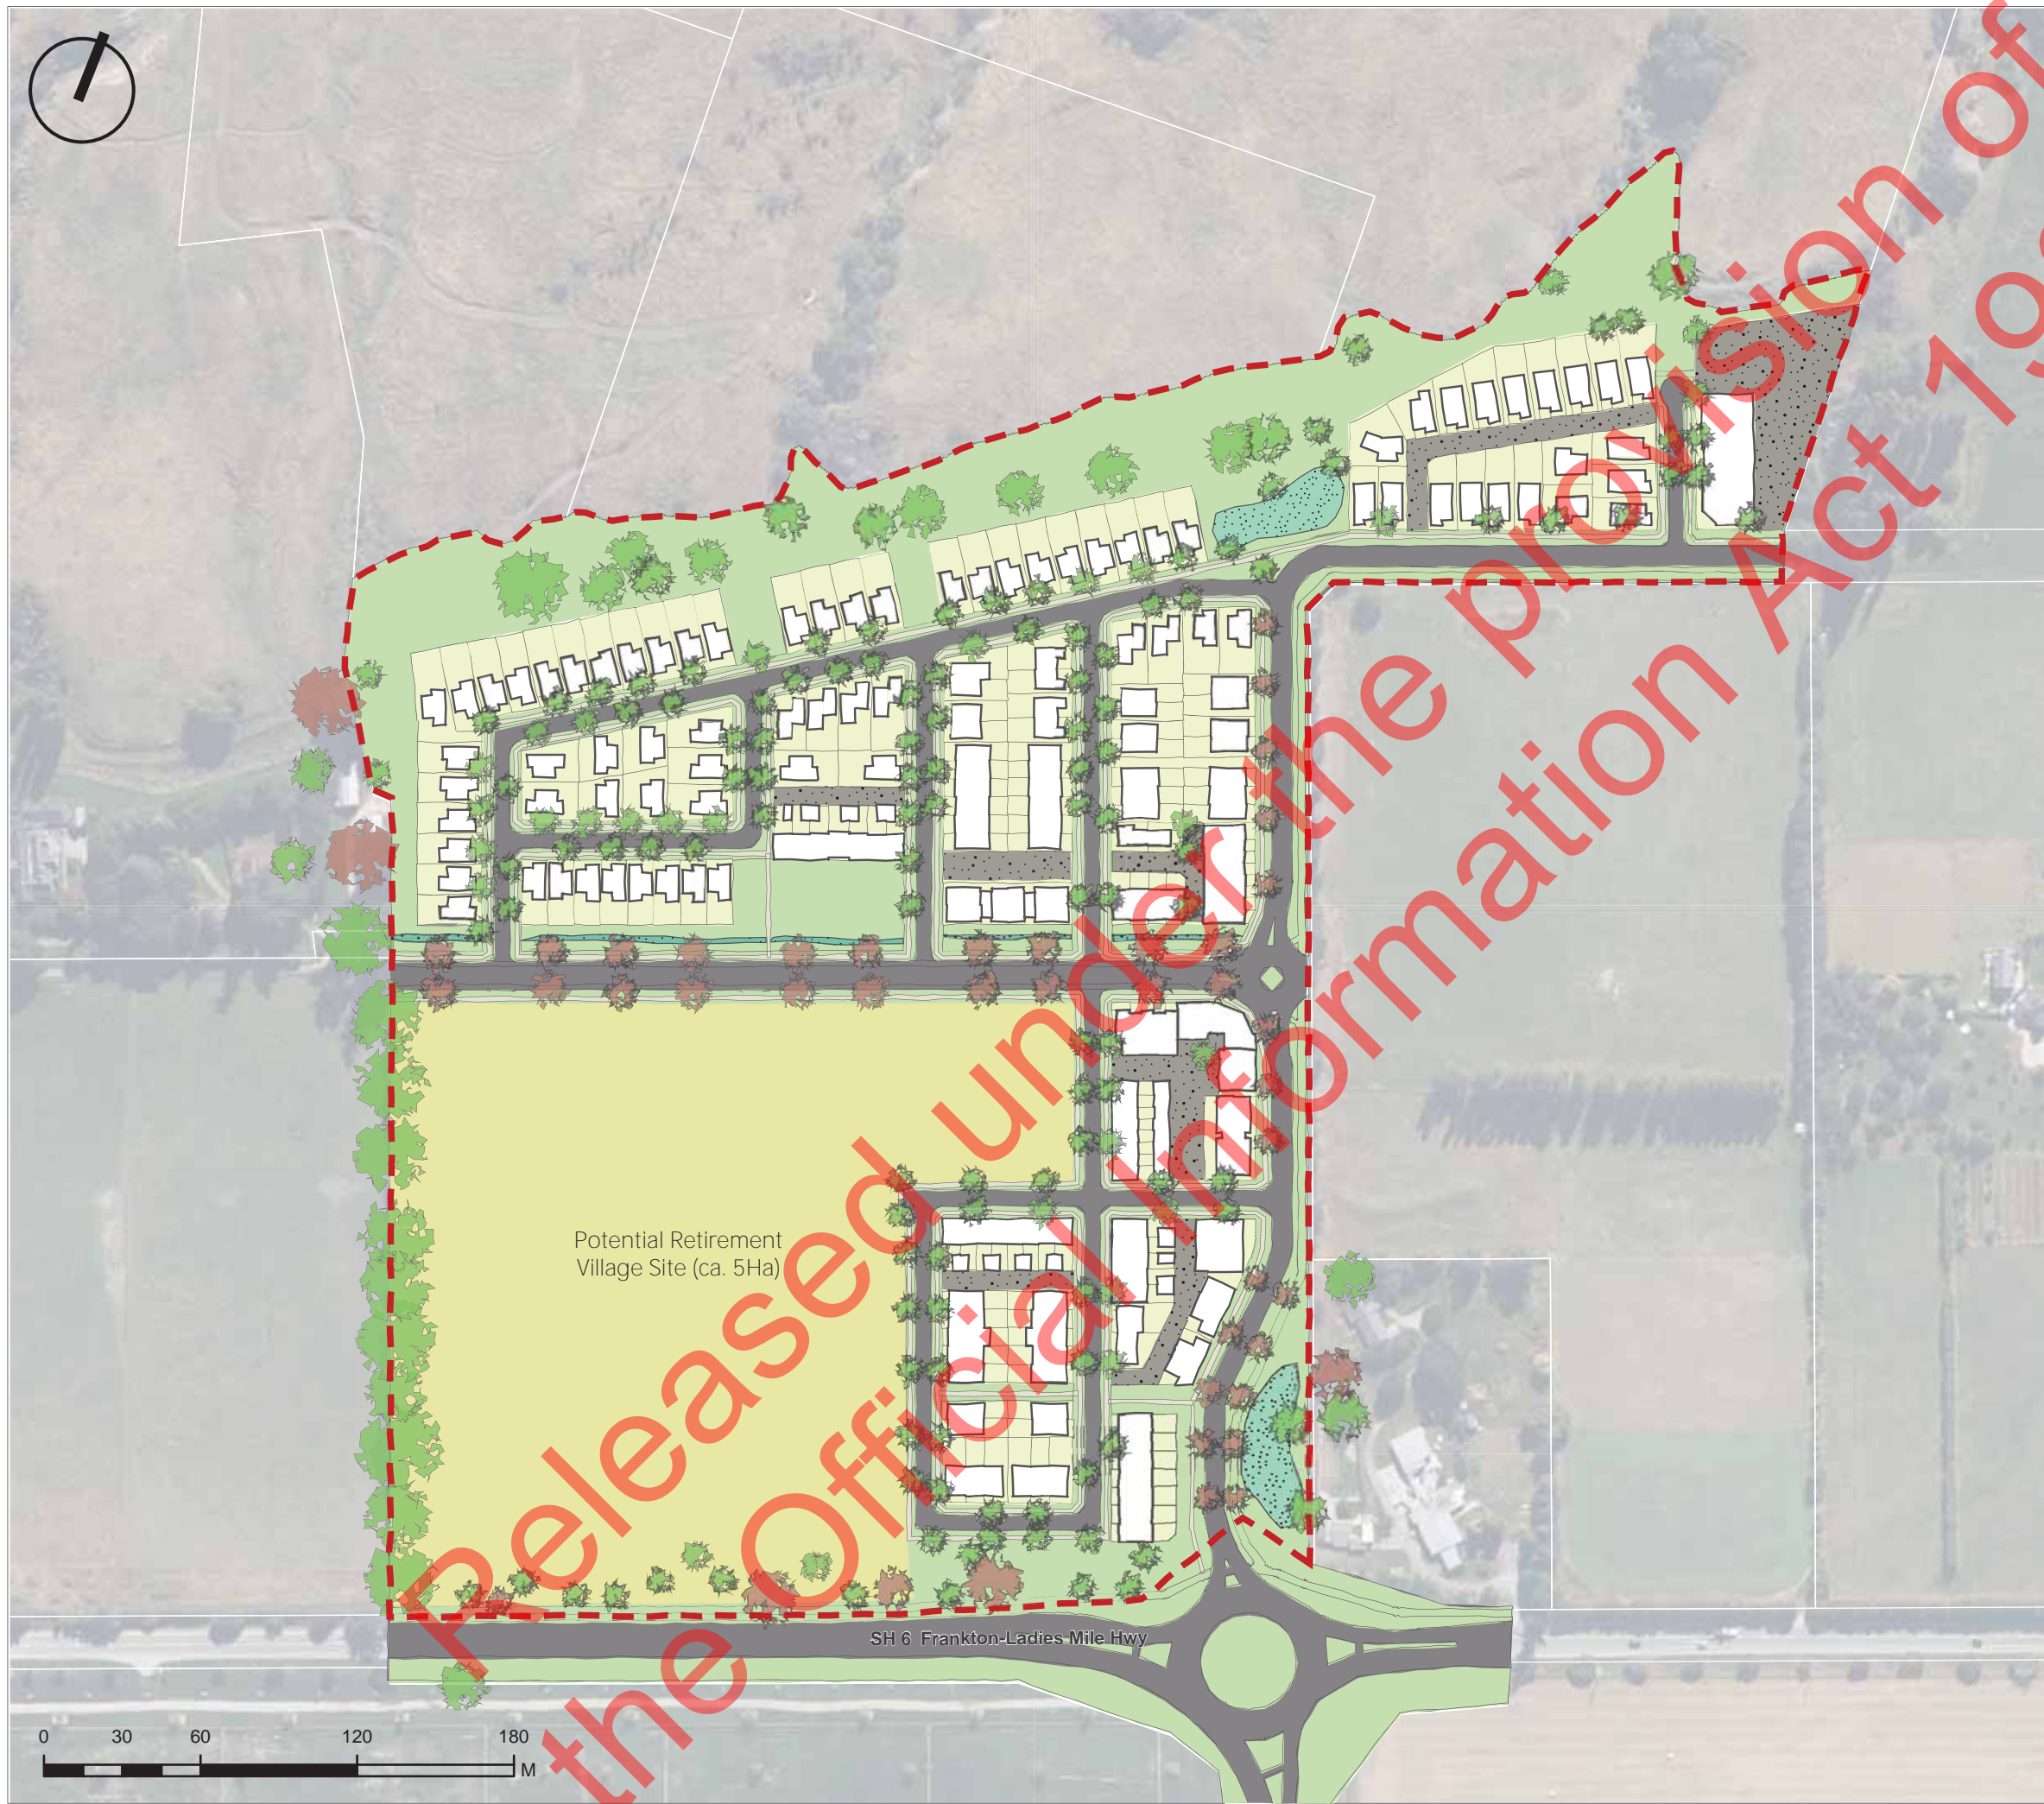 Released under the provision of
the Official Information Act 198
Potential Retirement
Village Site (ca. 5Ha)
SH 6 Frankton-Ladies Mile Hwy
0 30 60 120 180
M